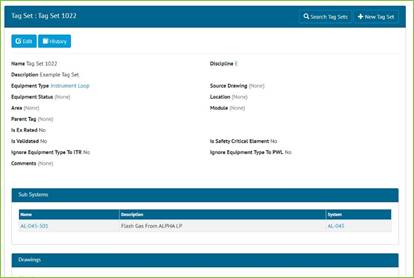 Tag Set : Tag Set 1022
Search Tag Sets
New Tag Set
Edit
History
Name Tag Set 1022
Discipline E
Description Example Tag Set
Equipment Type Instrument Loop
Source Drawing (None)
Equipment Status (None)
Location (None)
Area (None)
Module (None)
Parent Tag (None)
Is Ex Rated No
Is Validated No
Is Safety Critical Element No
Ignore Equipment Type To ITR No
Ignore Equipment Type To PWL No
Comments (None)
Sub Systems
Name Description System
AL-045-505 Flash Gas From ALPHA LP AL-045
Drawings